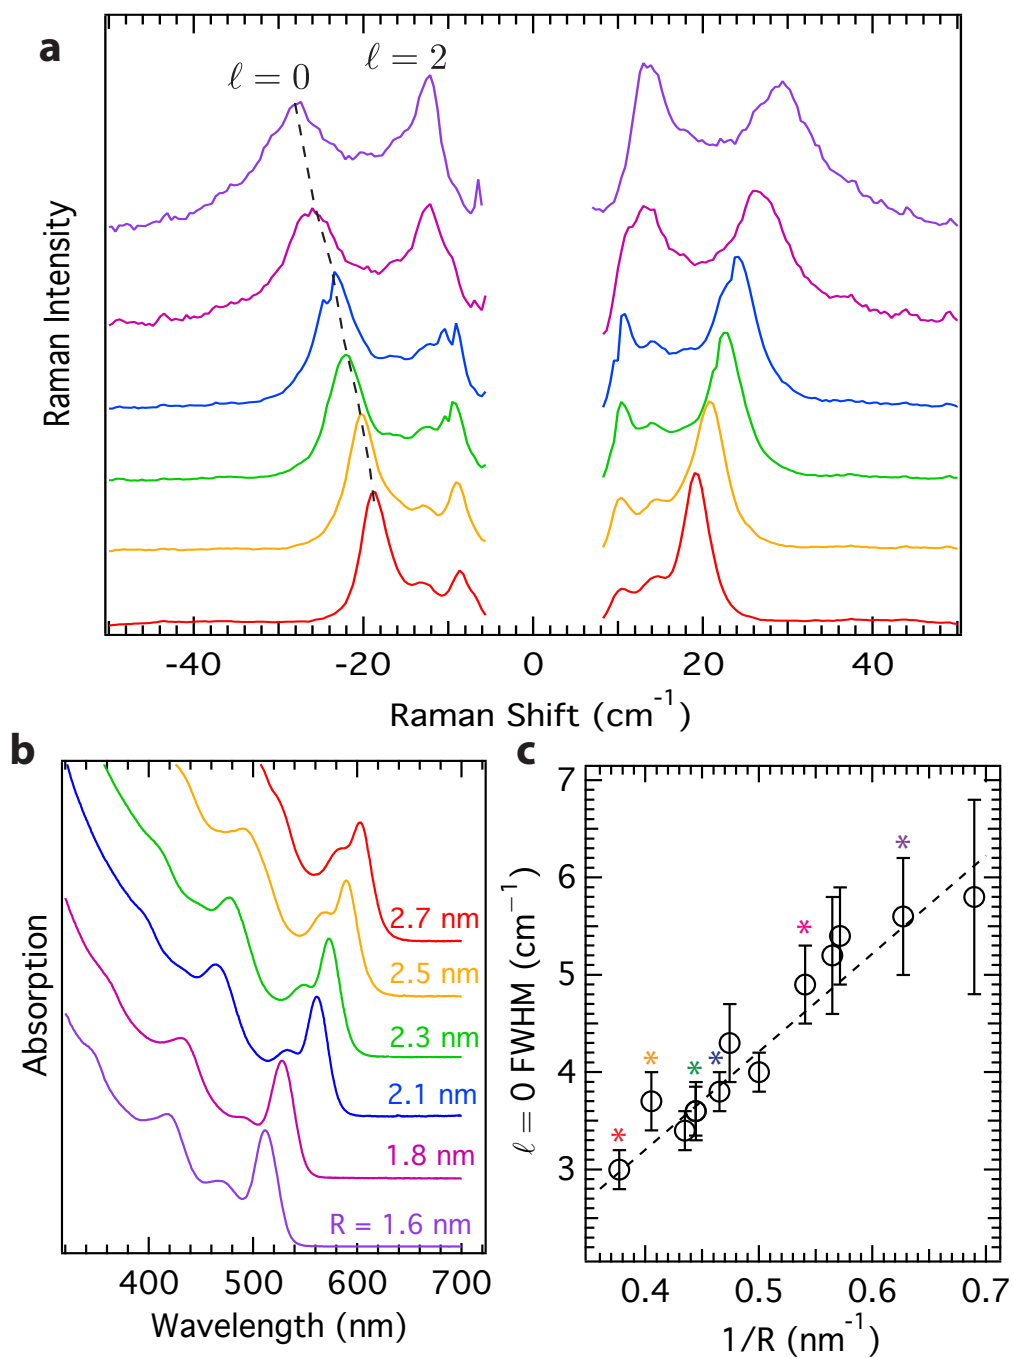 a
ℓ = 0
ℓ = 2
Raman Intensity
-40 -20 0 20 40
Raman Shift (cm⁻¹)
b
Absorption
2.7 nm
2.5 nm
2.3 nm
2.1 nm
1.8 nm
R = 1.6 nm
400 500 600 700
Wavelength (nm)
c
ℓ = 0 FWHM (cm⁻¹)
7
6
5
4
3
* * * * * *
0.4 0.5 0.6 0.7
1/R (nm⁻¹)